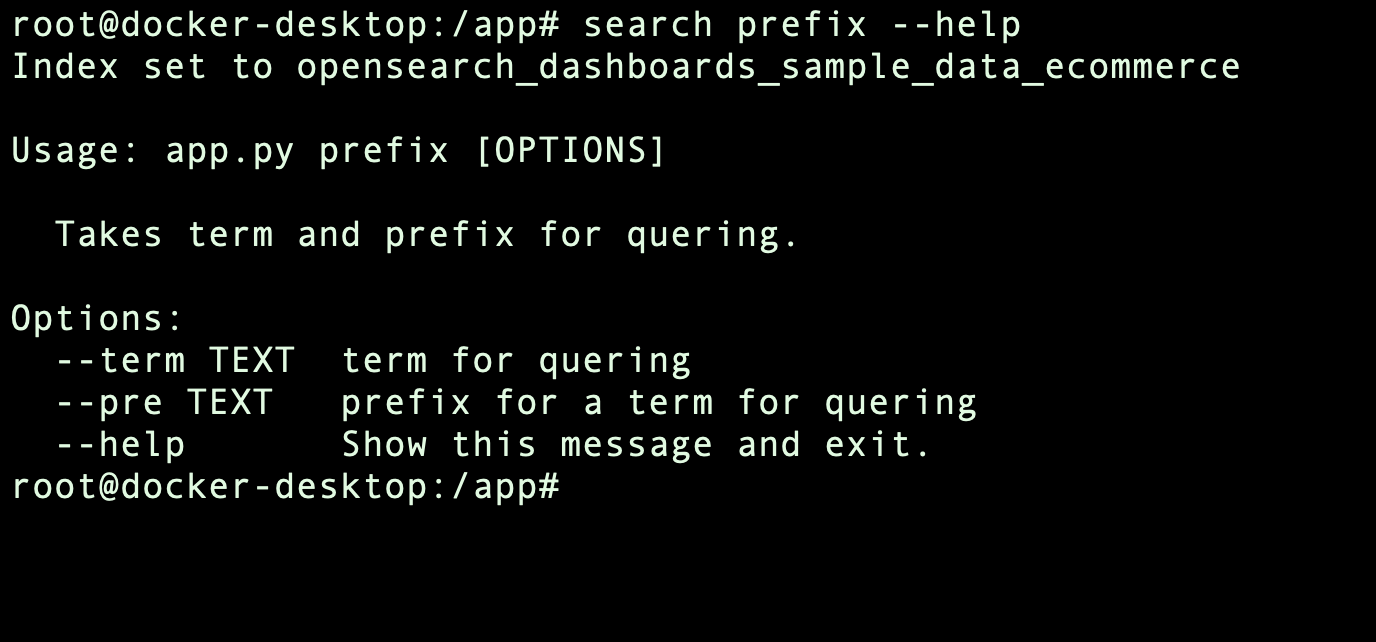 root@docker-desktop:/app# search prefix --help
Index set to opensearch_dashboards_sample_data_ecommerce
Usage: app.py prefix [OPTIONS]
Takes term and prefix for quering.
Options:
--term TEXT term for quering
--pre TEXT prefix for a term for quering
--help Show this message and exit.
root@docker-desktop:/app#